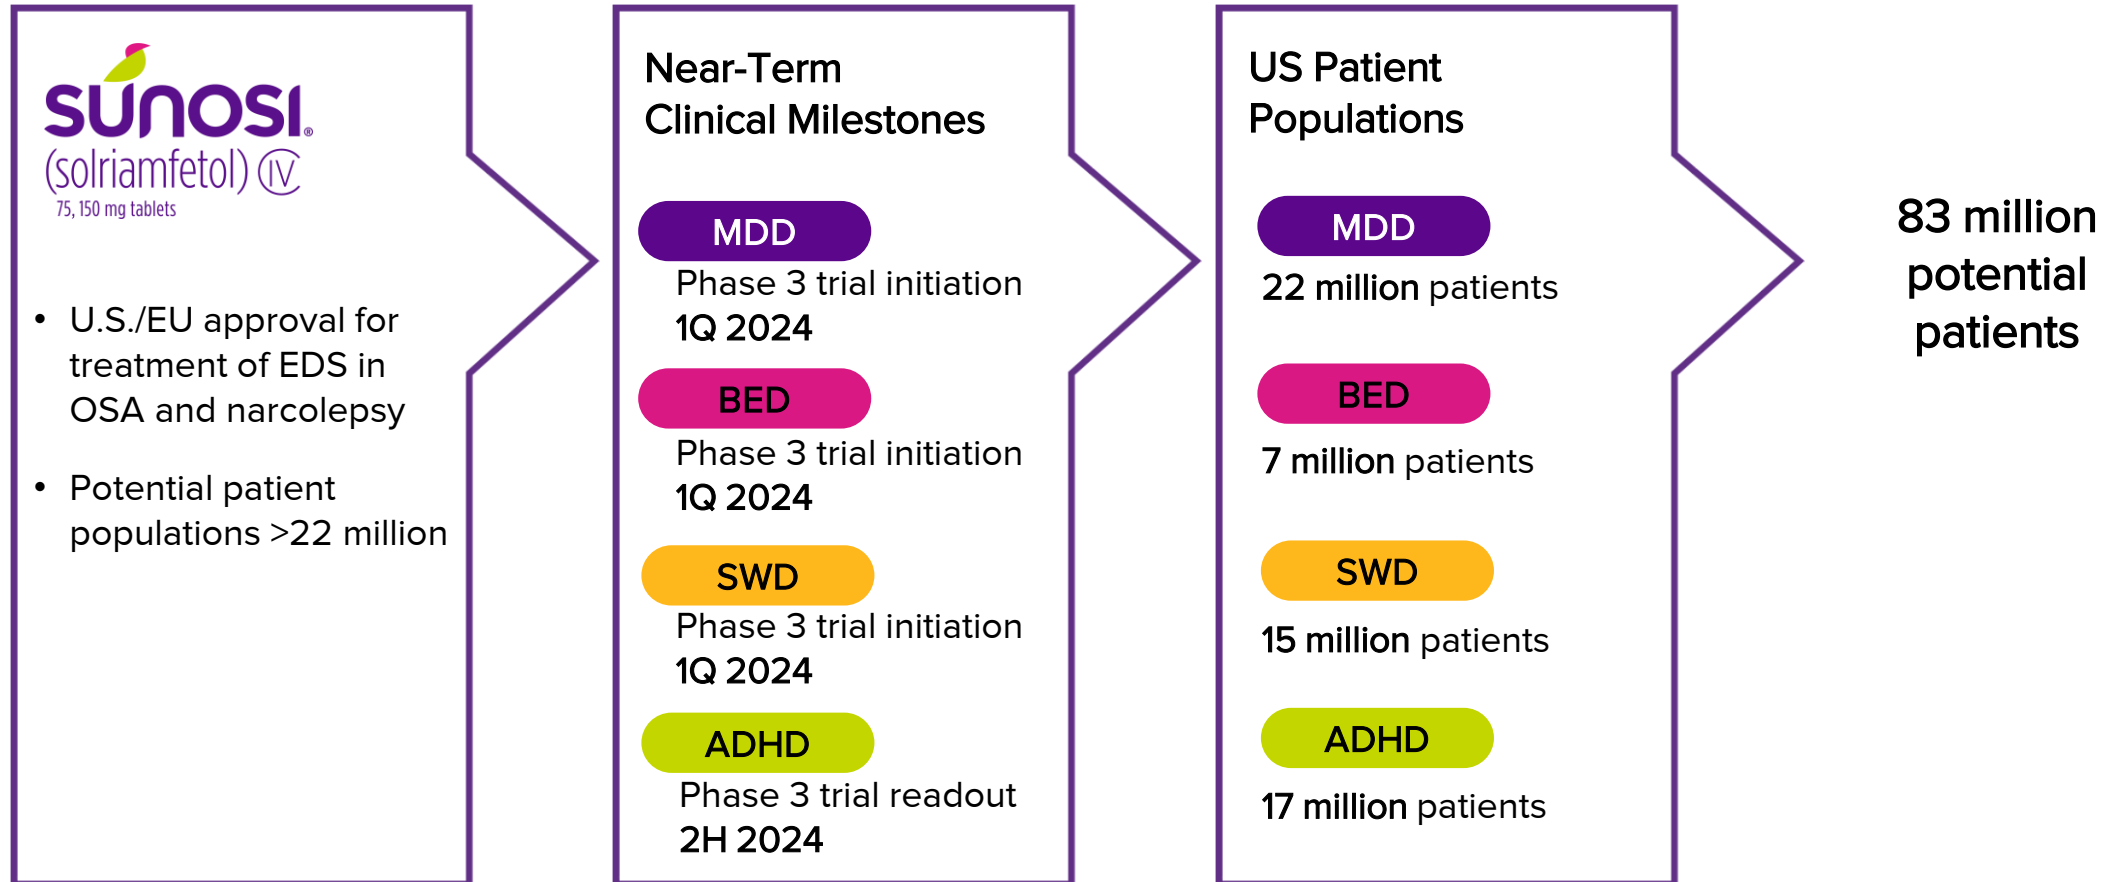 sunosi®
(solriamfetol) CIV
75, 150 mg tablets
• U.S./EU approval for
treatment of EDS in
OSA and narcolepsy
• Potential patient
populations >22 million
Near-Term
Clinical Milestones
MDD
Phase 3 trial initiation
1Q 2024
BED
Phase 3 trial initiation
1Q 2024
SWD
Phase 3 trial initiation
1Q 2024
ADHD
Phase 3 trial readout
2H 2024
US Patient
Populations
MDD
22 million patients
BED
7 million patients
SWD
15 million patients
ADHD
17 million patients
83 million
potential
patients